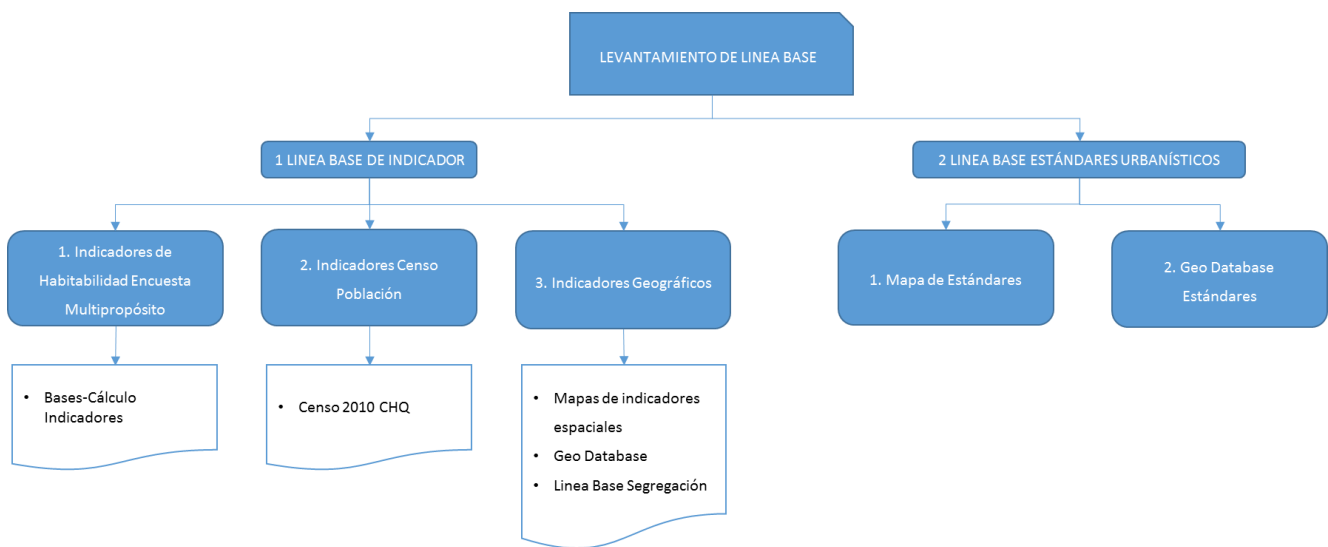 LEVANTAMIENTO DE LINEA BASE
1 LINEA BASE DE INDICADOR
2 LINEA BASE ESTÁNDARES URBANÍSTICOS
1. Indicadores de
Habitabilidad Encuesta
Multipropósito
2. Indicadores Censo
Población
3. Indicadores Geográficos
1. Mapa de Estándares
2. Geo Database
Estándares
• Bases-Cálculo
Indicadores
• Censo 2010 CHQ
• Mapas de indicadores
espaciales
• Geo Database
• Linea Base Segregación